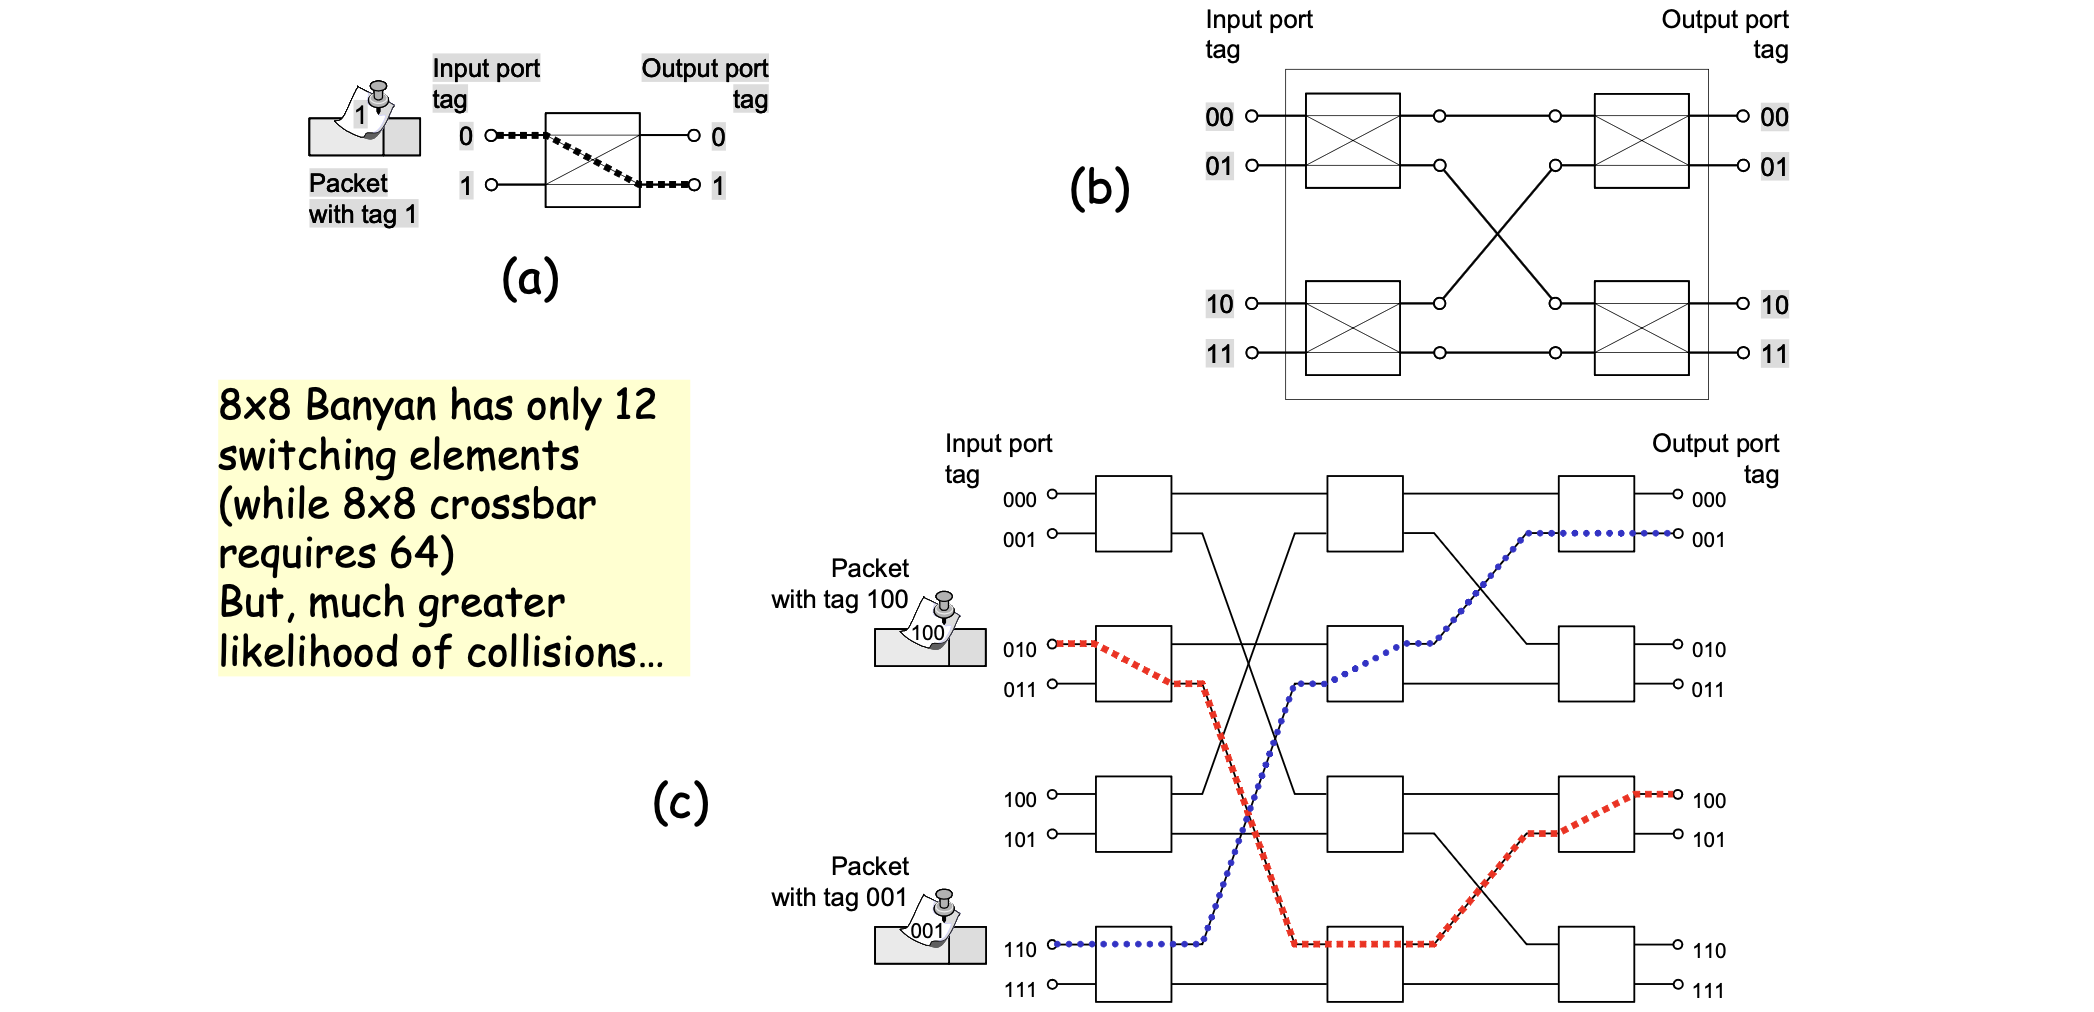 Input port
tag
Output port
tag
1
0
1
0
1
Packet
with tag 1
(a)
Input port
tag
Output port
tag
00
01
10
11
00
01
10
11
(b)
8x8 Banyan has only 12
switching elements
(while 8x8 crossbar
requires 64)
But, much greater
likelihood of collisions...
Input port
tag
Output port
tag
000
001
010
011
100
101
110
111
000
001
010
011
100
101
110
111
Packet
with tag 100
100
(c)
Packet
with tag 001
001